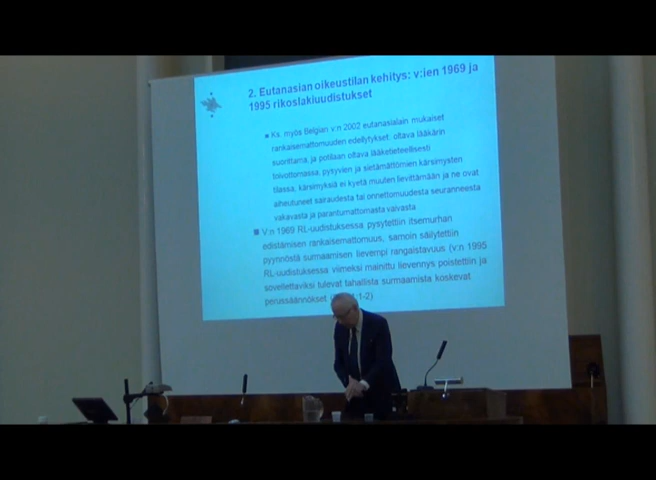 2. Eutanasian oikeustilan kehitys: v:ien 1969 ja
1995 rikoslakiuudistukset
Ks. myös Belgian v:n 2002 eutanasialain mukaiset
rankaisemattomuuden edellytykset: oltava lääkärin
suorittama, ja potilaan oltava lääketieteellisesti
toivottomassa, pysyvien ja sietämättömien kärsimysten
tilassa, kärsimyksiä ei kyetä muuten lievittämään ja ne ovat
aiheutuneet sairaudesta tai onnettomuudesta seuranneesta
vakavasta ja parantumattomasta vaivasta
V:n 1969 RL-uudistuksessa pysytettiin itsemurhan
edistämisen rankaisemattomuus, samoin säilytettiin
pyynnöstä surmaamisen lievempi rangaistavuus (v:n 1995
RL-uudistuksessa viimeksi mainittu lievennys poistettiin ja
sovellettaviksi tulevat tahallista surmaamista koskevat
perussäännökset 1:1-2)